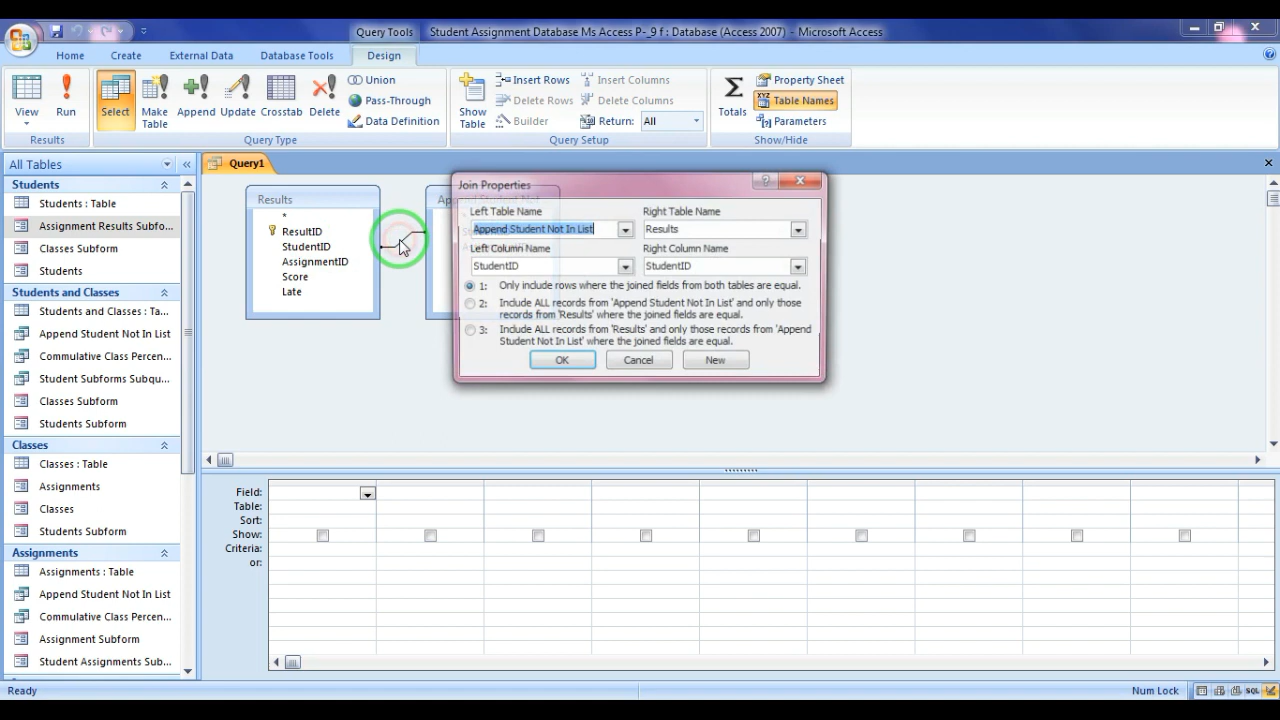 Query Tools
Student Assignment Database Ms Access P-_9 f : Database (Access 2007) - Microsoft Access
Home
Create
External Data
Database Tools
Design
View
Run
Select
Make Table
Append
Update
Crosstab
Delete
Union
Pass-Through
Data Definition
Show Table
Insert Rows
Delete Rows
Builder
Insert Columns
Delete Columns
Return: All
Totals
Property Sheet
Table Names
Parameters
Results
Query Type
Query Setup
Show/Hide
All Tables
Students
Students : Table
Assignment Results Subfo...
Classes Subform
Students
Students and Classes
Students and Classes : Ta...
Append Student Not In List
Commulative Class Percen...
Student Subforms Subqu...
Classes Subform
Students Subform
Classes
Classes : Table
Assignments
Classes
Students Subform
Assignments
Assignments : Table
Append Student Not In List
Commulative Class Percen...
Assignment Subform
Student Assignments Sub...
Query1
Results
*
ResultID
StudentID
AssignmentID
Score
Late
Join Properties
Left Table Name
Right Table Name
Append Student Not In List
Results
Left Column Name
Right Column Name
StudentID
StudentID
1: Only include rows where the joined fields from both tables are equal.
2: Include ALL records from 'Append Student Not In List' and only those
records from 'Results' where the joined fields are equal.
3: Include ALL records from 'Results' and only those records from 'Append
Student Not In List' where the joined fields are equal.
OK
Cancel
New
Field:
Table:
Sort:
Show:
Criteria:
or:
Ready
Num Lock
SQL